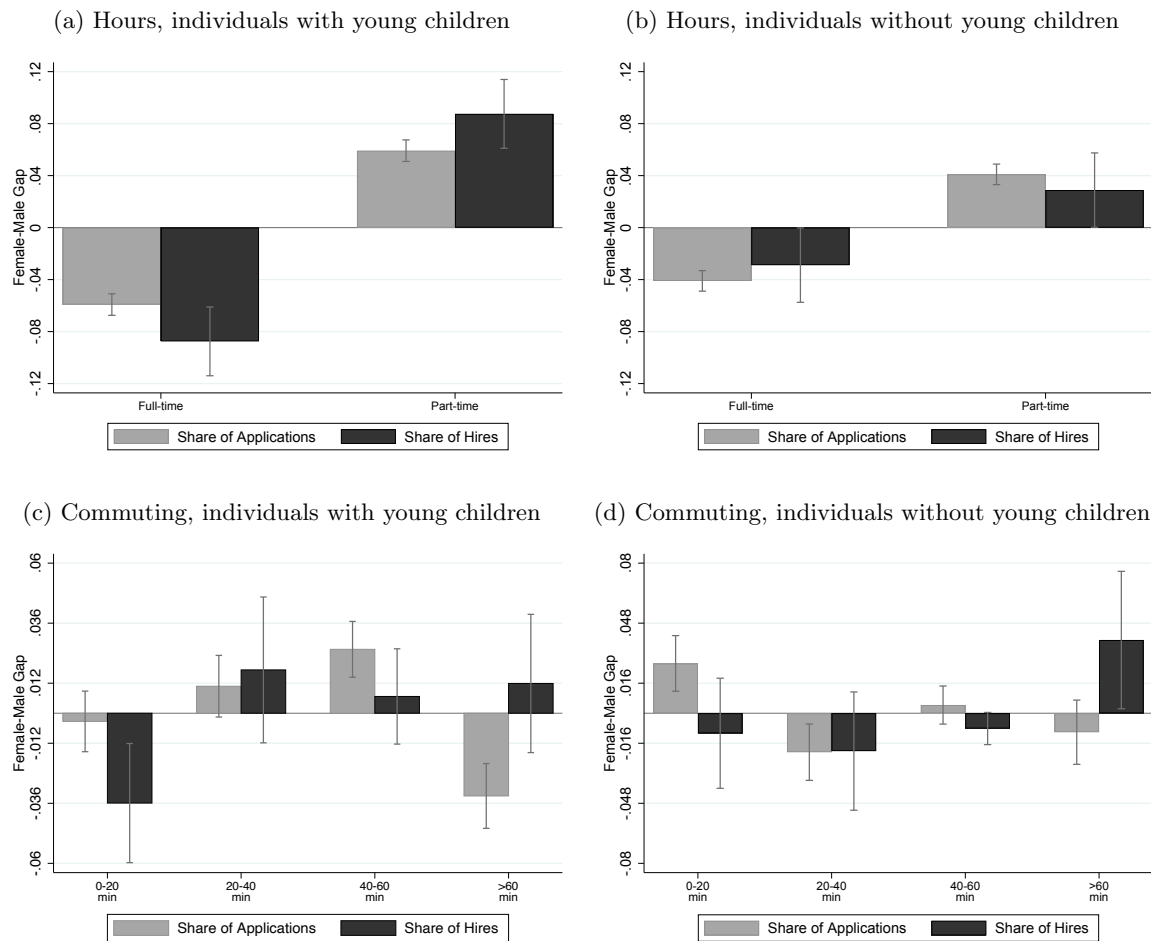 (a) Hours, individuals with young children
(b) Hours, individuals without young children
Female-Male Gap
.12
.08
.04
0
-.04
-.08
-.12
Full-time
Part-time
Share of Applications
Share of Hires
Female-Male Gap
.12
.08
.04
0
-.04
-.08
-.12
Full-time
Part-time
Share of Applications
Share of Hires
(c) Commuting, individuals with young children
(d) Commuting, individuals without young children
Female-Male Gap
.06
.036
.012
-.012
-.036
-.06
0-20
min
20-40
min
40-60
min
>60
min
Share of Applications
Share of Hires
Female-Male Gap
.08
.048
.016
-.016
-.048
-.08
0-20
min
20-40
min
40-60
min
>60
min
Share of Applications
Share of Hires